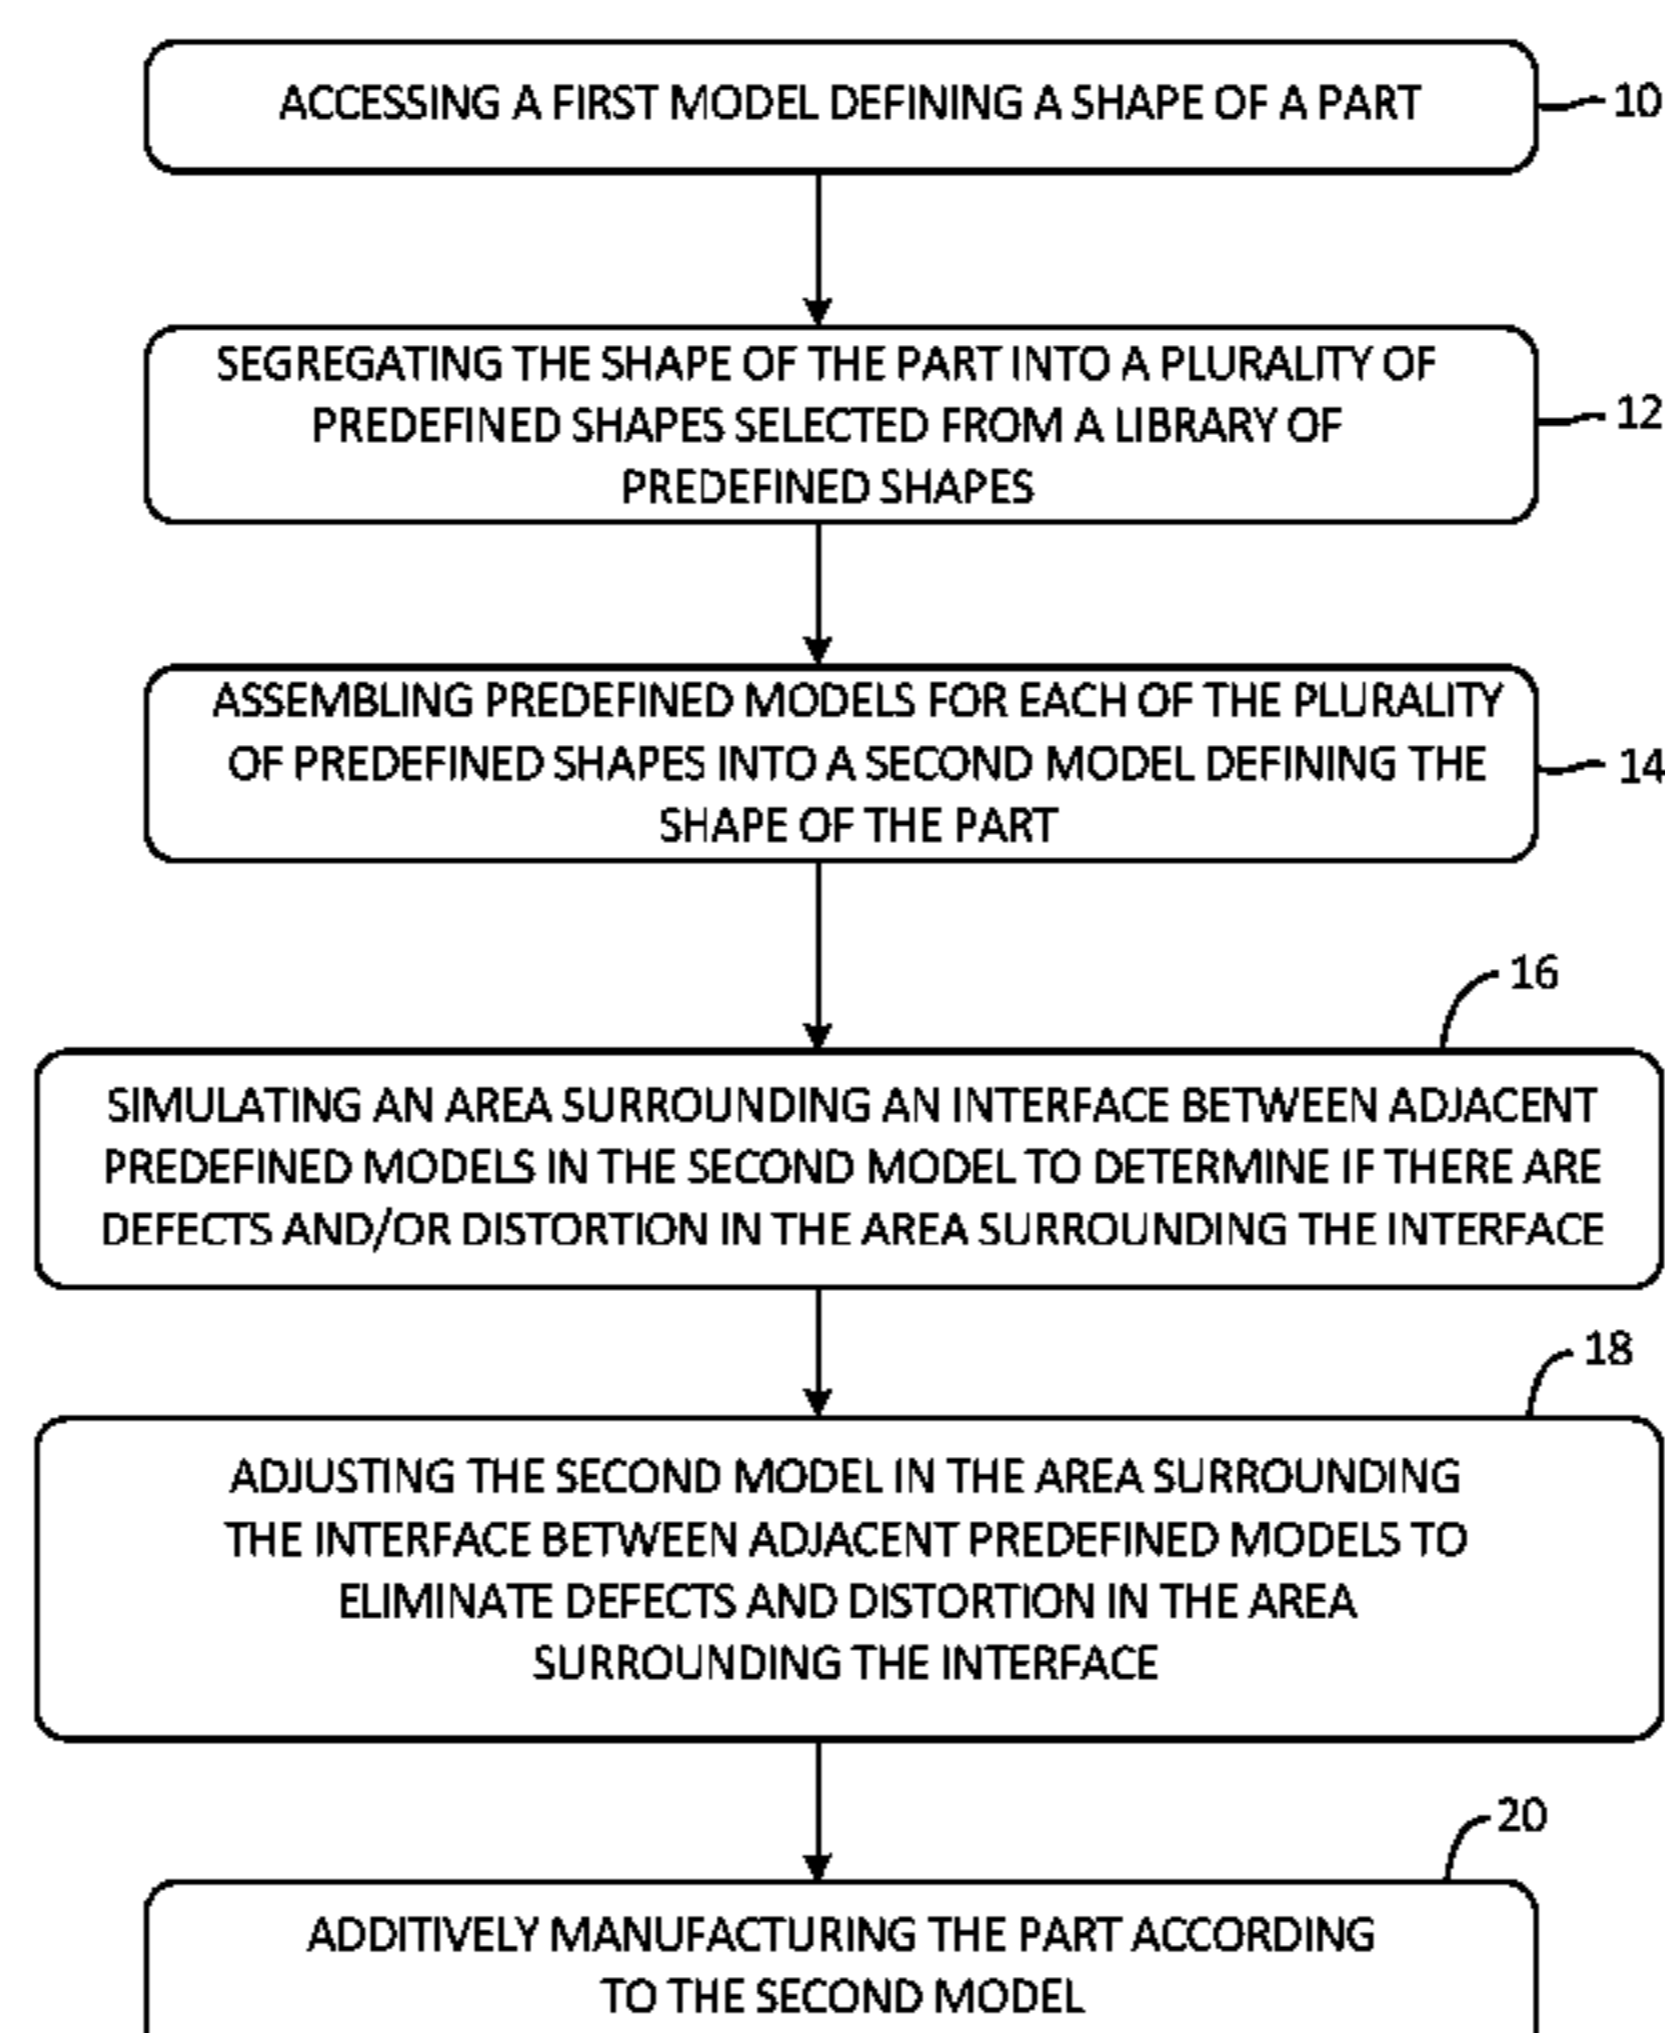 ACCESSING A FIRST MODEL DEFINING A SHAPE OF A PART
10
SEGREGATING THE SHAPE OF THE PART INTO A PLURALITY OF
PREDEFINED SHAPES SELECTED FROM A LIBRARY OF
PREDEFINED SHAPES
12
ASSEMBLING PREDEFINED MODELS FOR EACH OF THE PLURALITY
OF PREDEFINED SHAPES INTO A SECOND MODEL DEFINING THE
SHAPE OF THE PART
14
16
SIMULATING AN AREA SURROUNDING AN INTERFACE BETWEEN ADJACENT
PREDEFINED MODELS IN THE SECOND MODEL TO DETERMINE IF THERE ARE
DEFECTS AND/OR DISTORTION IN THE AREA SURROUNDING THE INTERFACE
18
ADJUSTING THE SECOND MODEL IN THE AREA SURROUNDING
THE INTERFACE BETWEEN ADJACENT PREDEFINED MODELS TO
ELIMINATE DEFECTS AND DISTORTION IN THE AREA
SURROUNDING THE INTERFACE
20
ADDITIVELY MANUFACTURING THE PART ACCORDING
TO THE SECOND MODEL